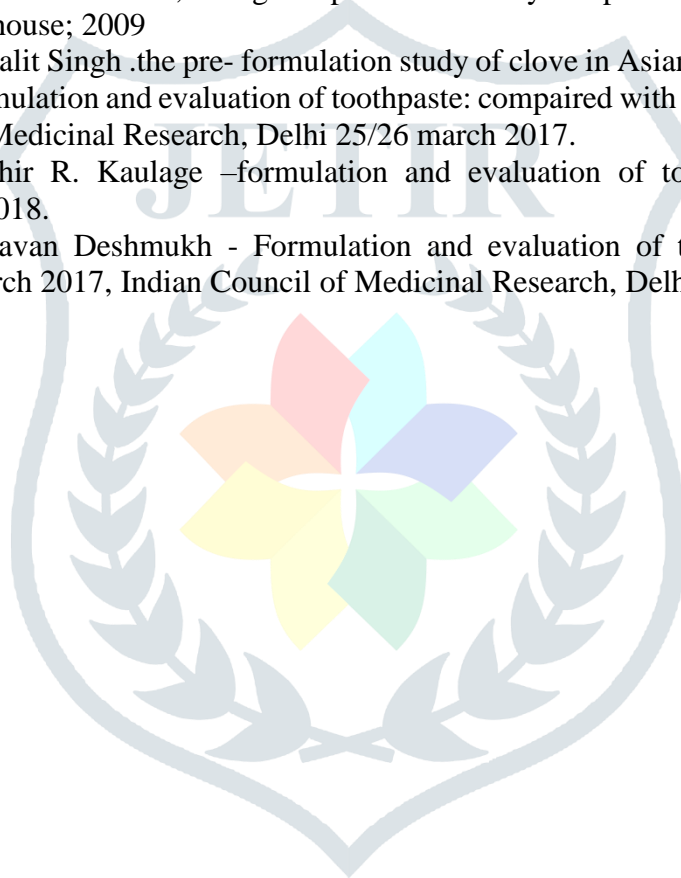 house; 2009
alit Singh .the pre- formulation study of clove in Asian
mulation and evaluation of toothpaste: compaired with
Medicinal Research, Delhi 25/26 march 2017.
hir R. Kaulage –formulation and evaluation of to
018.
avan Deshmukh - Formulation and evaluation of t
rch 2017, Indian Council of Medicinal Research, Delh
JETIR